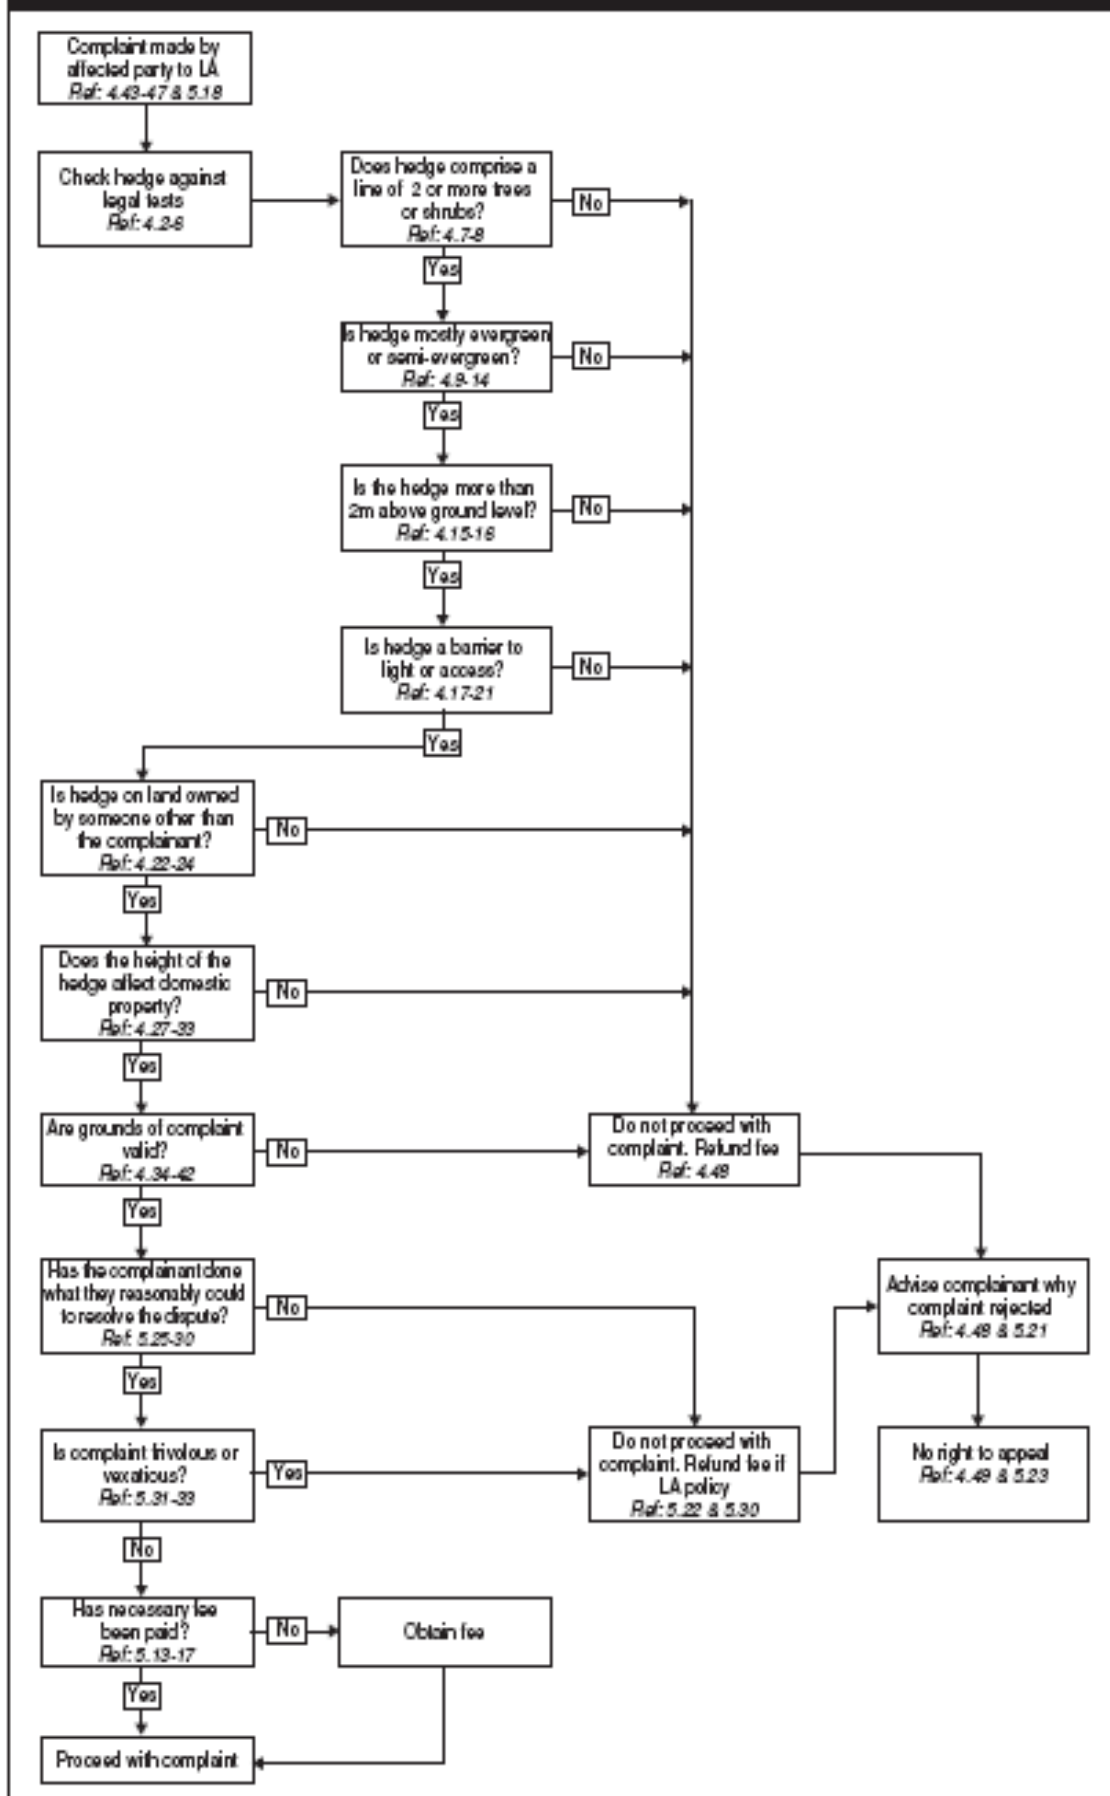 Complaint made by
affected party to LA
Ref: 4.43-47 & 5.18
Check hedge against
legal tests
Ref: 4.2-6
Does hedge comprise a
line of 2 or more trees
or shrubs?
Ref: 4.7-8
No
Yes
Is hedge mostly evergreen
or semi-evergreen?
Ref: 4.9-14
No
Yes
Is the hedge more than
2m above ground level?
Ref: 4.15-16
No
Yes
Is hedge a barrier to
light or access?
Ref: 4.17-21
No
Yes
Is hedge on land owned
by someone other than
the complainant?
Ref: 4.22-24
No
Yes
Does the height of the
hedge affect domestic
property?
Ref: 4.27-33
No
Yes
Are grounds of complaint
valid?
Ref: 4.34-42
No
Do not proceed with
complaint. Refund fee
Ref: 4.48
Yes
Has the complainant done
what they reasonably could
to resolve the dispute?
Ref: 5.25-30
No
Advise complainant why
complaint rejected
Ref: 4.48 & 5.21
Yes
Is complaint frivolous or
vexatious?
Ref: 5.31-33
Yes
Do not proceed with
complaint. Refund fee if
LA policy
Ref: 5.22 & 5.30
No right to appeal
Ref: 4.49 & 5.23
No
Has necessary fee
been paid?
Ref: 5.13-17
No
Obtain fee
Yes
Proceed with complaint